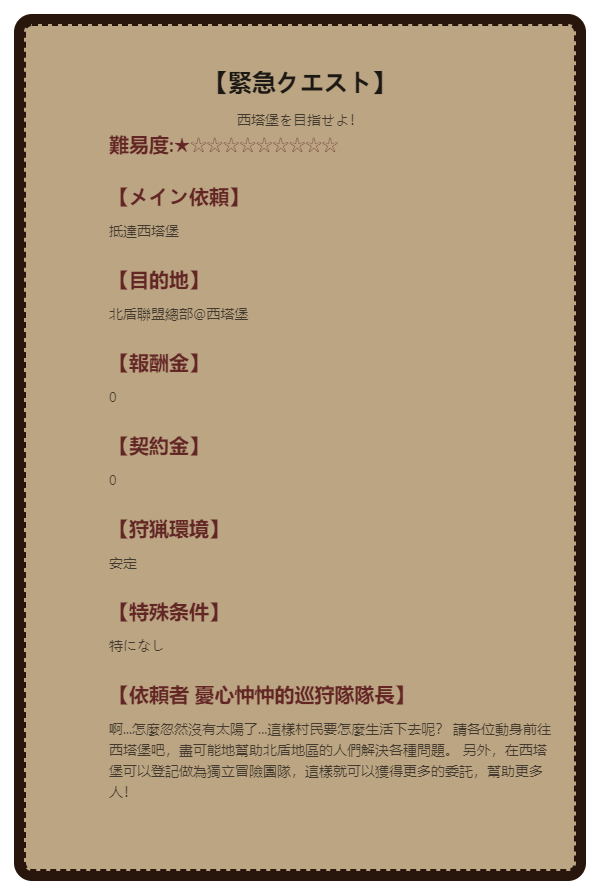 【緊急クエスト】
西塔堡を目指せよ!
難易度:★☆☆☆☆☆☆☆☆☆
【メイン依頼】
抵達西塔堡
【目的地】
北盾聯盟總部@西塔堡
【報酬金】
0
【契約金】
0
【狩猟環境】
安定
【特殊条件】
特になし
【依頼者 憂心忡忡的巡狩隊隊長】
啊...怎麼忽然沒有太陽了...這樣村民要怎麼生活下去呢？ 請各位動身前往
西塔堡吧，盡可能地幫助北盾地區的人們解決各種問題。 另外，在西塔
堡可以登記做為獨立冒險團隊，這樣就可以獲得更多的委託，幫助更多
人！